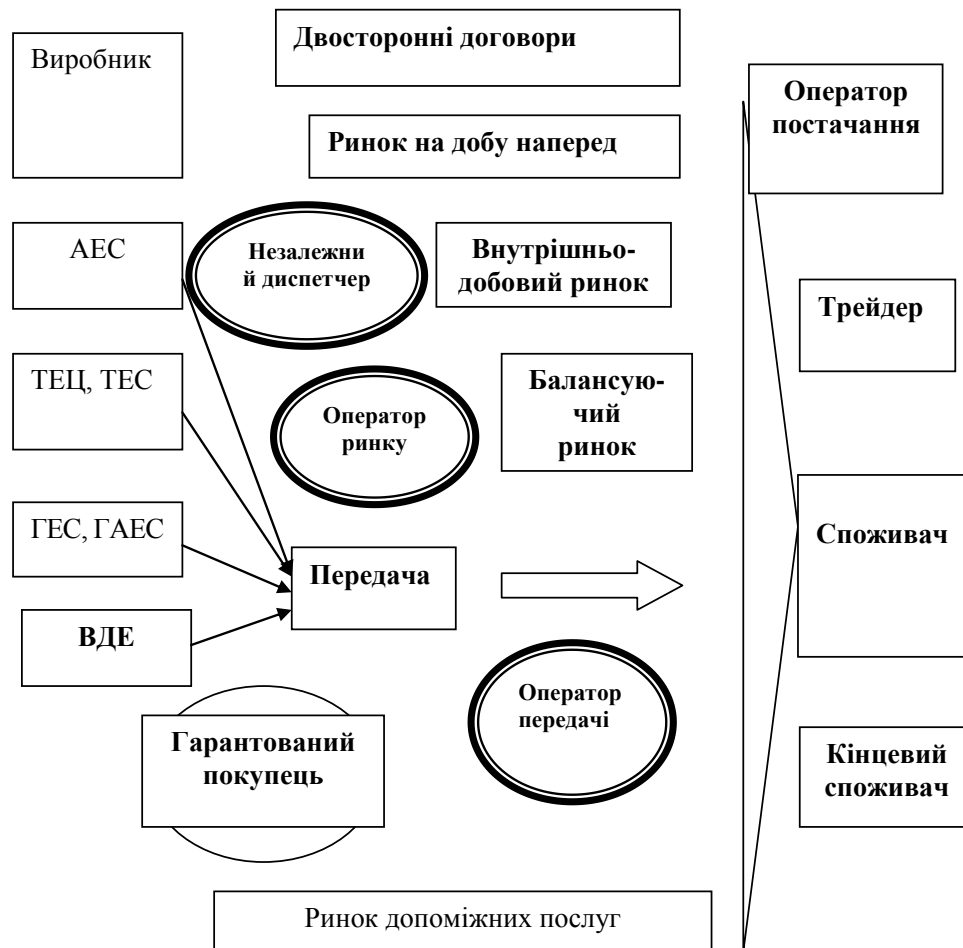 Двосторонні договори
Виробник
Оператор
постачання
Ринок на добу наперед
АЕС
Незалежни
й диспетчер
Внутрішньо-
добовий ринок
Трейдер
ТЕЦ, ТЕС
Балансую-
чий
ринок
Оператор
ринку
ГЕС, ГАЕС
Споживач
Передача
ВДЕ
Оператор
передачі
Гарантований
покупець
Кінцевий
споживач
Ринок допоміжних послуг